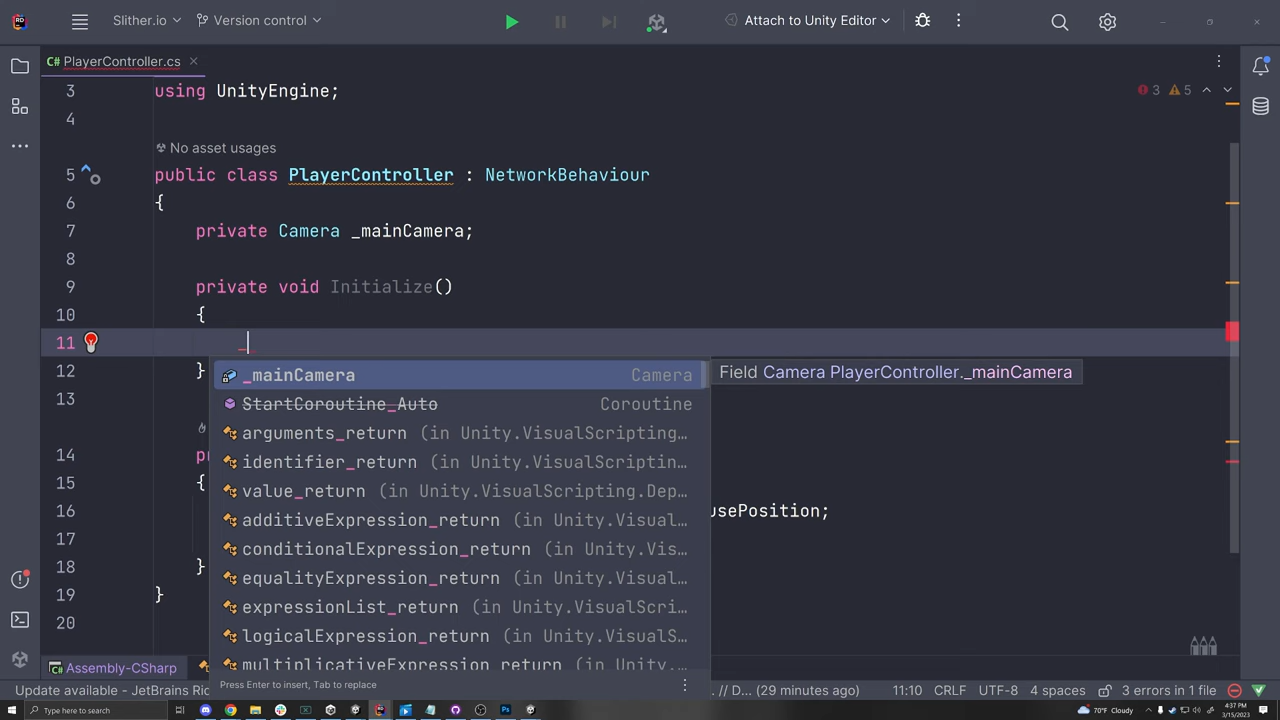 Slither.io
Version control
Attach to Unity Editor
C# PlayerController.cs
3
5
3 using UnityEngine;
4
No asset usages
5 public class PlayerController : NetworkBehaviour
6 {
7 private Camera _mainCamera;
8
9 private void Initialize()
10 {
11 _
12 }
_mainCamera Camera
Field Camera PlayerController._mainCamera
13
StartCoroutine_Auto Coroutine
arguments_return (in Unity.VisualScripting…
14 pu
identifier_return (in Unity.VisualScriptin…
15 {
value_return (in Unity.VisualScripting.Dep…
16 usePosition;
additiveExpression_return (in Unity.Visual…
17
conditionalExpression_return (in Unity.Vis…
18 }
equalityExpression_return (in Unity.Visual…
19 }
expressionList_return (in Unity.VisualScri…
20
logicalExpression_return (in Unity.VisualS…
multiplicativeExpression_return (in Unity.
Press Enter to insert, Tab to replace
Assembly-CSharp
Update available - JetBrains Ric
. // D... (29 minutes ago)
11:10 CRLF UTF-8 4 spaces 3 errors in 1 file
Type here to search
70°F Cloudy
4:37 PM
3/15/2023